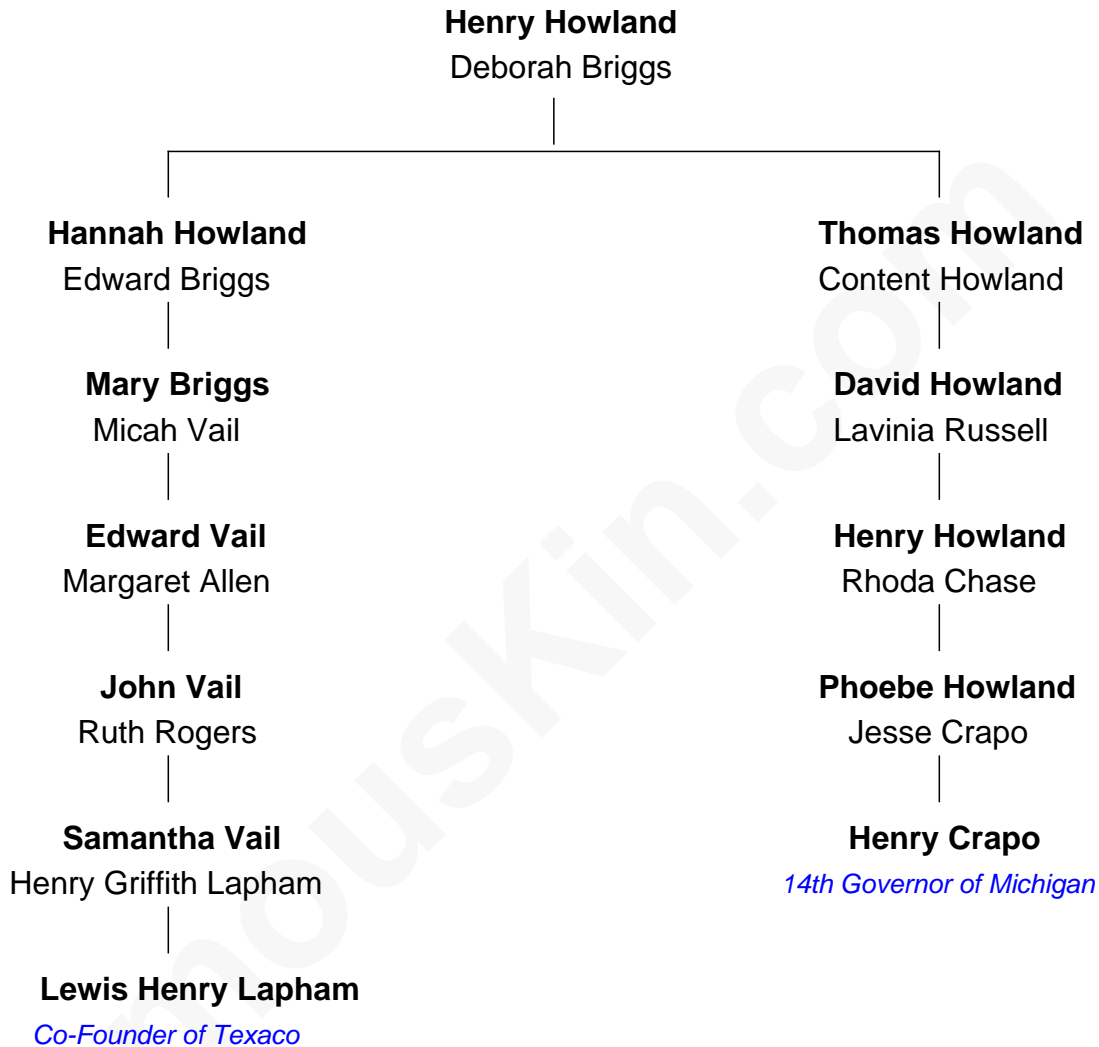 Henry Howland
Deborah Briggs
Hannah Howland
Edward Briggs
Thomas Howland
Content Howland
Mary Briggs
Micah Vail
David Howland
Lavinia Russell
Edward Vail
Margaret Allen
Henry Howland
Rhoda Chase
John Vail
Ruth Rogers
Phoebe Howland
Jesse Crapo
Samantha Vail
Henry Griffith Lapham
Henry Crapo
14th Governor of Michigan
Lewis Henry Lapham
Co-Founder of Texaco
mousKin.com